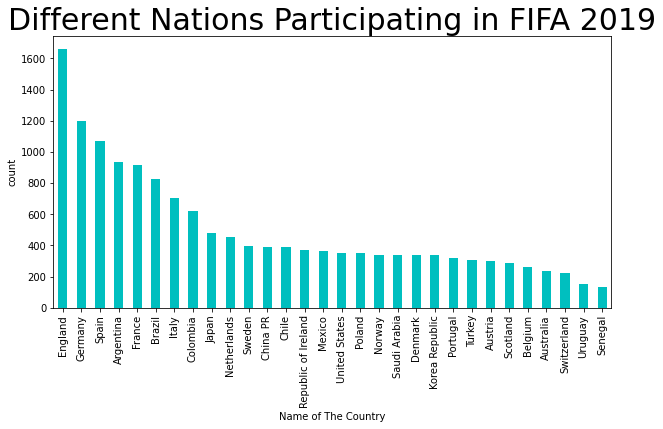 Different Nations Participating in FIFA 2019
1600
1400
1200
1000
800
600
400
200
0
count
England
Germany
Spain
Argentina
France
Brazil
Italy
Colombia
Japan
Netherlands
Sweden
China PR
Chile
Republic of Ireland
Mexico
United States
Poland
Norway
Saudi Arabia
Denmark
Korea Republic
Portugal
Turkey
Austria
Scotland
Belgium
Australia
Switzerland
Uruguay
Senegal
Name of The Country